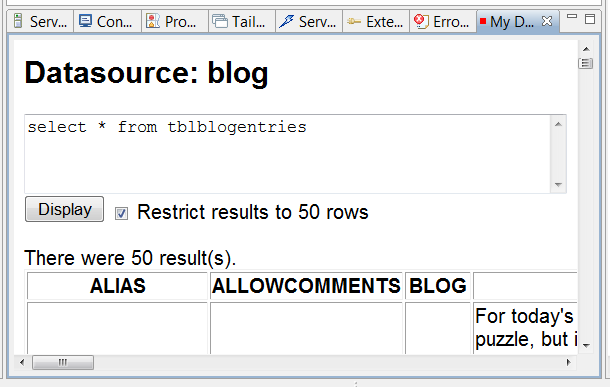 Serv... Con... Pro... Tail... Serv... Exte... Erro... My D...
Datasource: blog
select * from tblblogentries
Display Restrict results to 50 rows
There were 50 result(s).
ALIAS ALLOWCOMMENTS BLOG
For today's
puzzle, but i